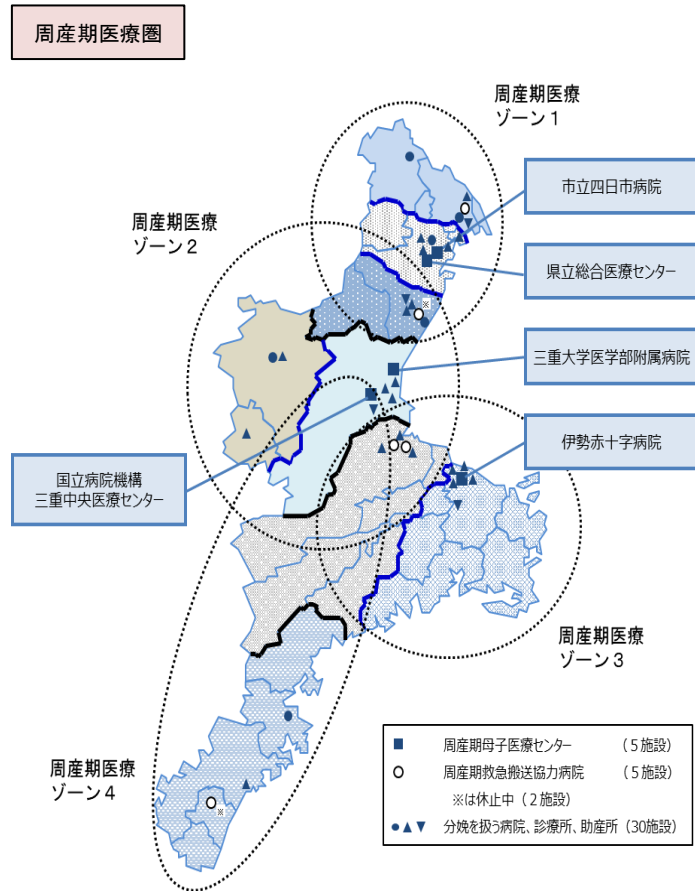 周産期医療圏
周産期医療
ゾーン１
市立四日市病院
周産期医療
ゾーン２
県立総合医療センター
※
三重大学医学部附属病院
伊勢赤十字病院
国立病院機構
三重中央医療センター
周産期医療
ゾーン３
周産期医療
ゾーン４
※
■ 周産期母子医療センター （５施設）
○ 周産期救急搬送協力病院 （５施設）
※は休止中（２施設）
●▲▼ 分娩を扱う病院、診療所、助産所（30施設）